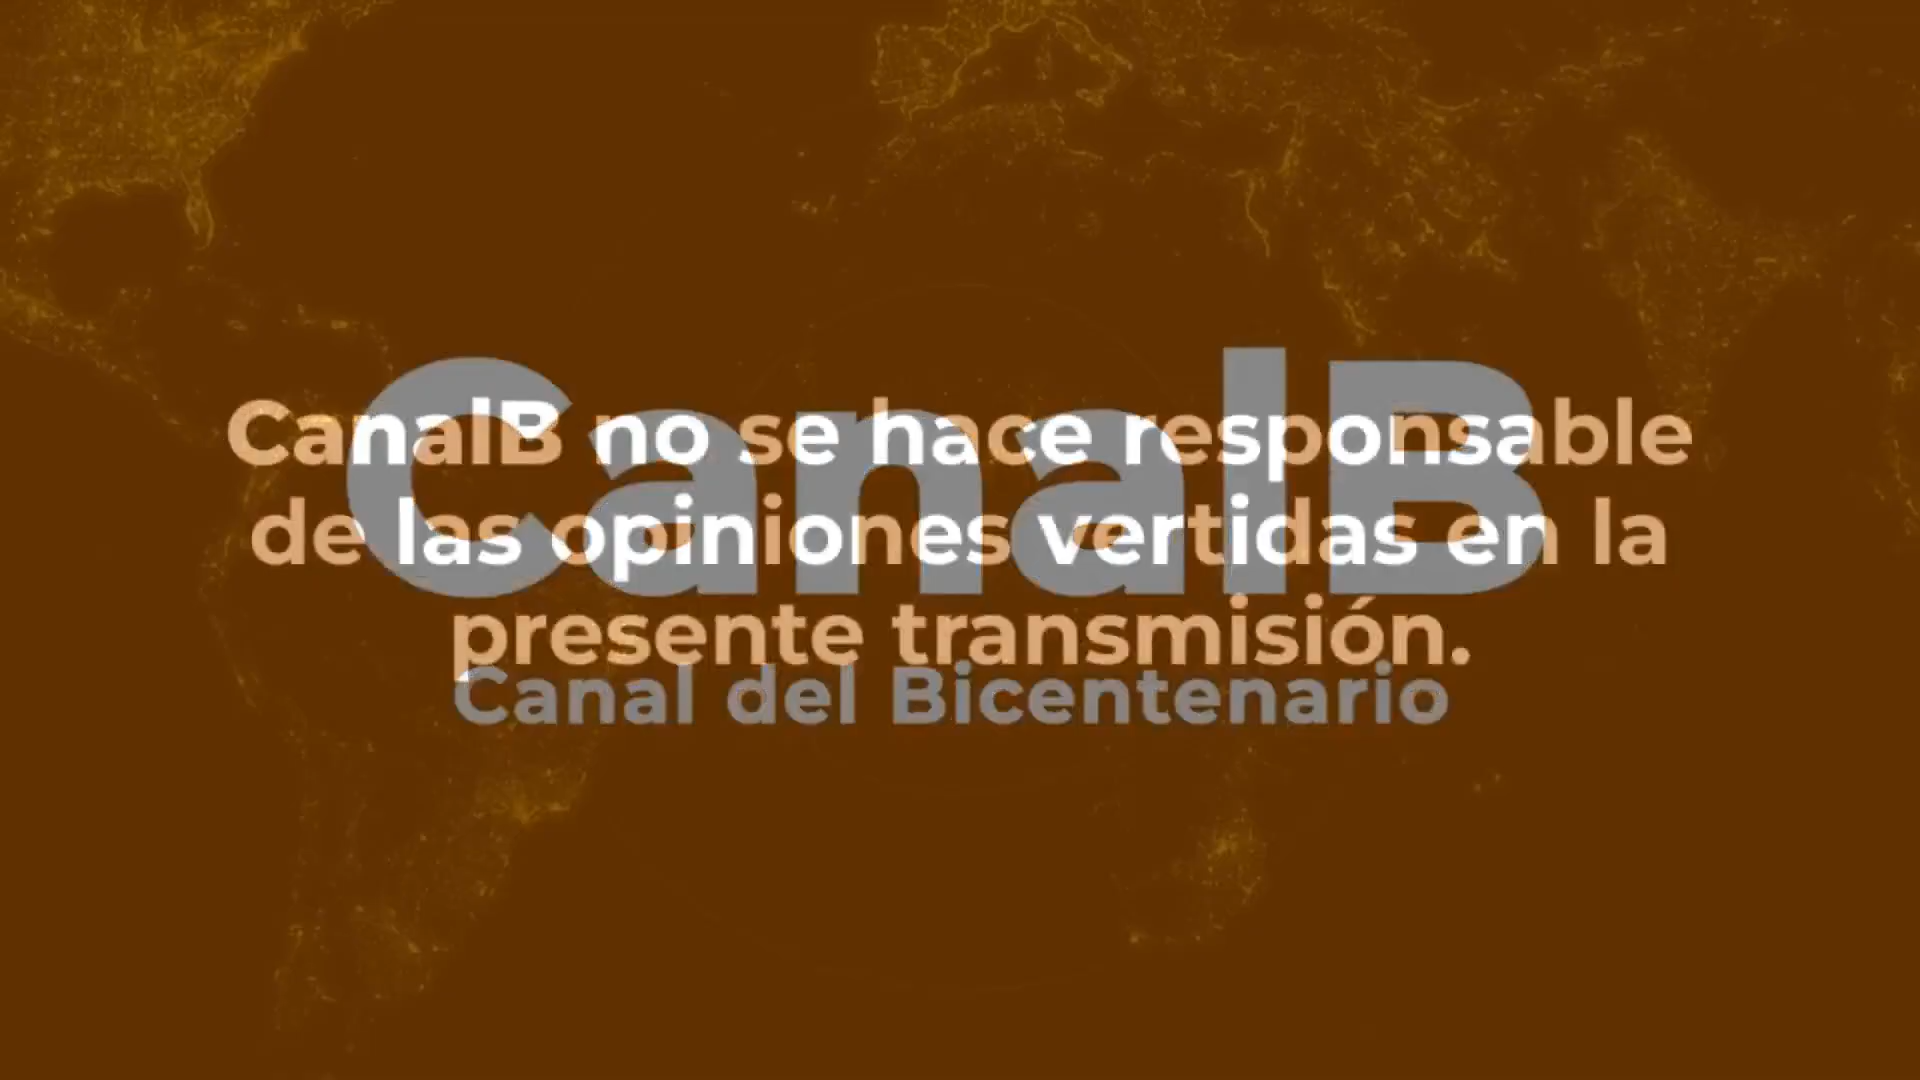 CanalB
CanalB no se hace responsable
de las opiniones vertidas en la
presente transmisión.
Canal del Bicentenario